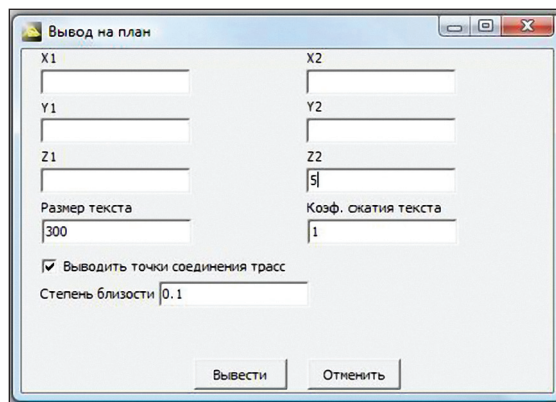 Вывод на план
X1 X2
Y1 Y2
Z1 Z2
5
Размер текста Коэф. сжатия текста
300 1
Выводить точки соединения трасс
Степень близости 0.1
Вывести Отменить